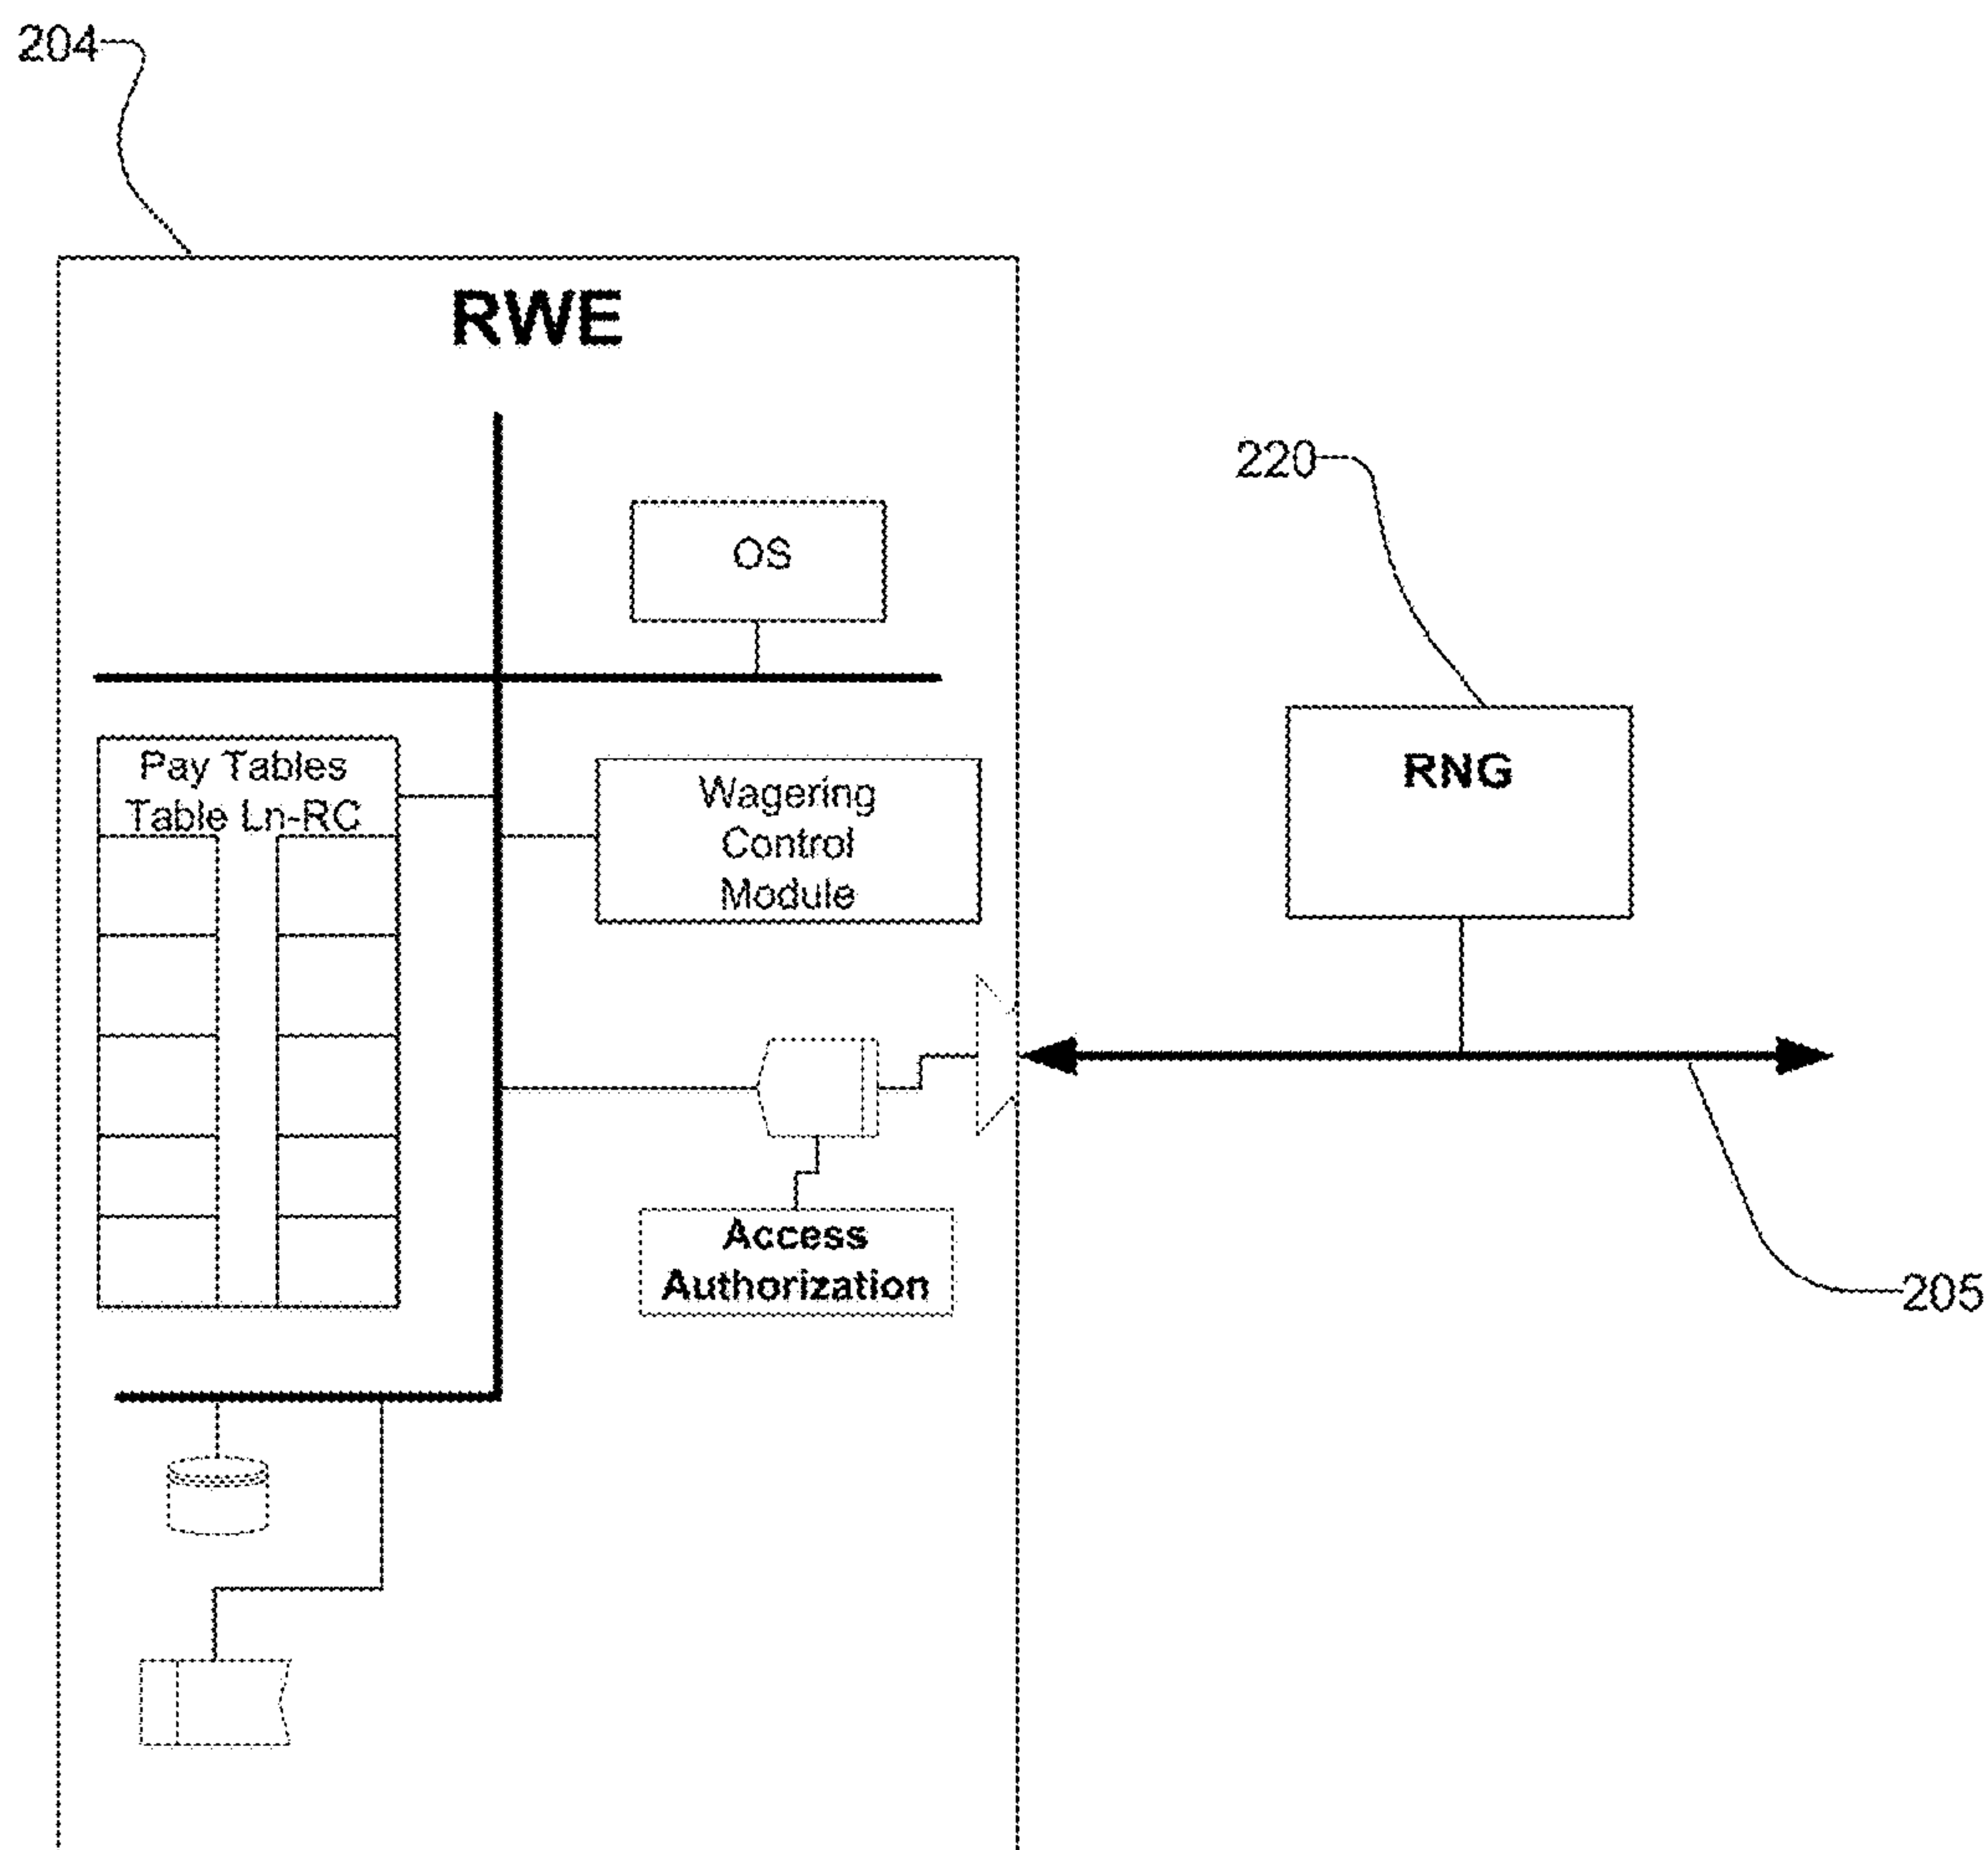 204
RWE
220
OS
Pay Tables
Table Ln-RC
Wagering
Control
Module
RNG
Access
Authorization
205